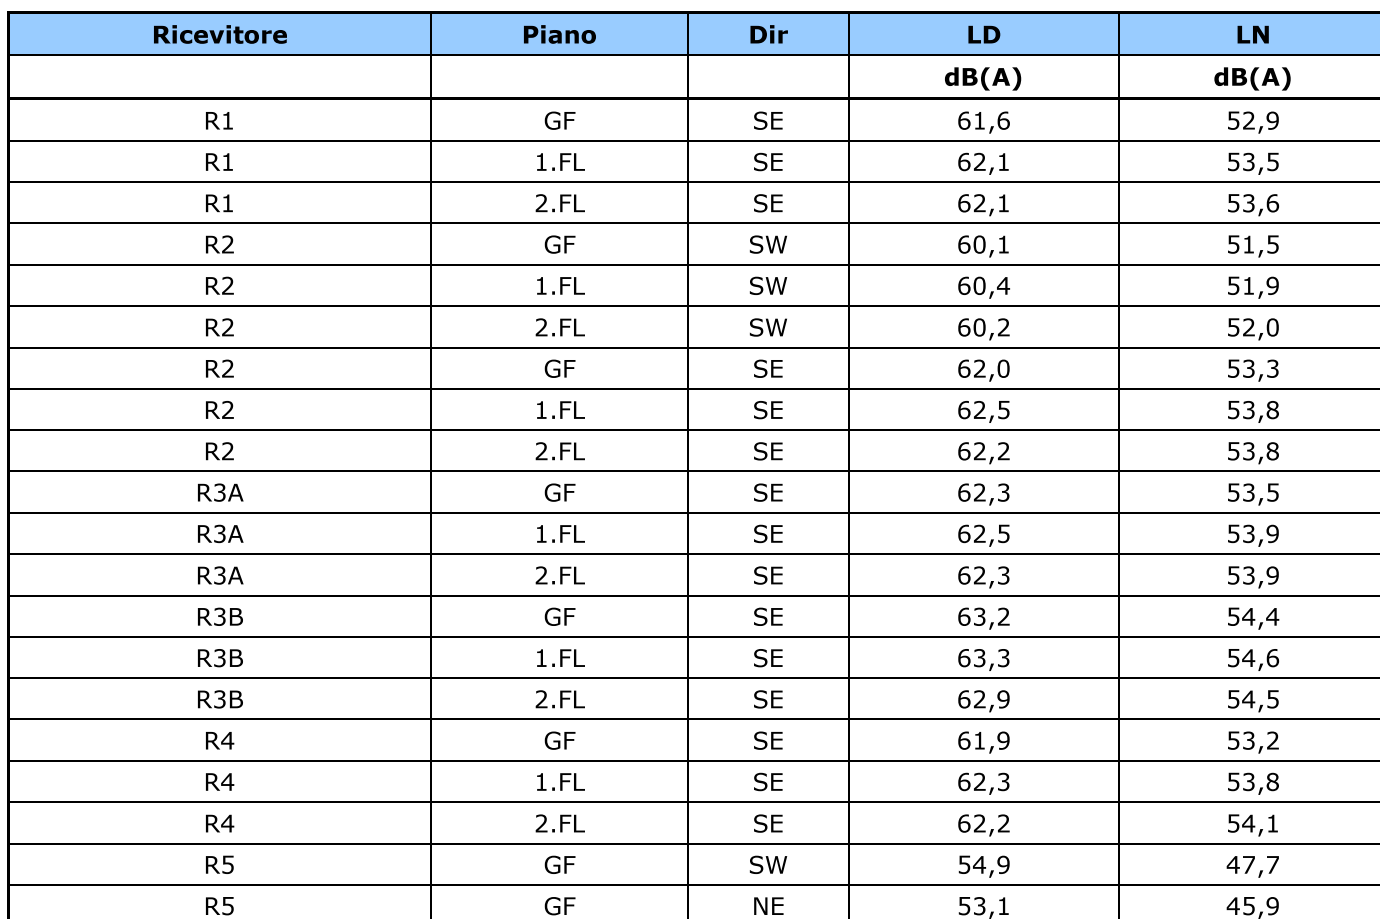 Ricevitore Piano Dir LD LN
dB(A) dB(A)
R1 GF SE 61,6 52,9
R1 1.FL SE 62,1 53,5
R1 2.FL SE 62,1 53,6
R2 GF SW 60,1 51,5
R2 1.FL SW 60,4 51,9
R2 2.FL SW 60,2 52,0
R2 GF SE 62,0 53,3
R2 1.FL SE 62,5 53,8
R2 2.FL SE 62,2 53,8
R3A GF SE 62,3 53,5
R3A 1.FL SE 62,5 53,9
R3A 2.FL SE 62,3 53,9
R3B GF SE 63,2 54,4
R3B 1.FL SE 63,3 54,6
R3B 2.FL SE 62,9 54,5
R4 GF SE 61,9 53,2
R4 1.FL SE 62,3 53,8
R4 2.FL SE 62,2 54,1
R5 GF SW 54,9 47,7
R5 GF NE 53,1 45,9